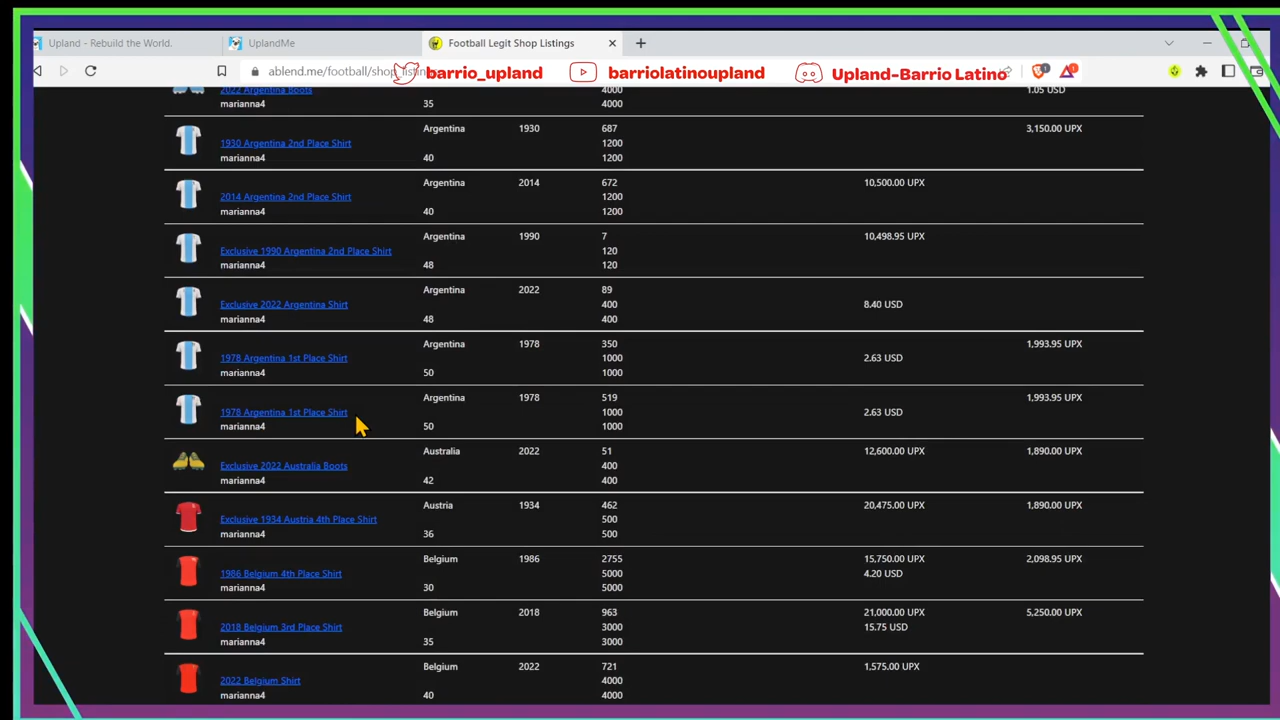 Upland - Rebuild the World.
UplandMe
Football Legit Shop Listings
ablend.me/football/shop_listin
barrio_upland
barriolatinoupland
Upland-Barrio Latino
2022 Argentina Boots 4000 1.05 USD
marianna4 35 4000
Argentina 1930 687 3,150.00 UPX
1930 Argentina 2nd Place Shirt 1200
marianna4 40 1200
Argentina 2014 672 10,500.00 UPX
2014 Argentina 2nd Place Shirt 1200
marianna4 40 1200
Argentina 1990 7 10,498.95 UPX
Exclusive 1990 Argentina 2nd Place Shirt 120
marianna4 48 120
Argentina 2022 89
Exclusive 2022 Argentina Shirt 400 8.40 USD
marianna4 48 400
Argentina 1978 350 1,993.95 UPX
1978 Argentina 1st Place Shirt 1000 2.63 USD
marianna4 50 1000
Argentina 1978 519 1,993.95 UPX
1978 Argentina 1st Place Shirt 1000 2.63 USD
marianna4 50 1000
Australia 2022 51 12,600.00 UPX 1,890.00 UPX
Exclusive 2022 Australia Boots 400
marianna4 42 400
Austria 1934 462 20,475.00 UPX 1,890.00 UPX
Exclusive 1934 Austria 4th Place Shirt 500
marianna4 36 500
Belgium 1986 2755 15,750.00 UPX 2,098.95 UPX
1986 Belgium 4th Place Shirt 5000 4.20 USD
marianna4 30 5000
Belgium 2018 963 21,000.00 UPX 5,250.00 UPX
2018 Belgium 3rd Place Shirt 3000 15.75 USD
marianna4 35 3000
Belgium 2022 721 1,575.00 UPX
2022 Belgium Shirt 4000
marianna4 40 4000